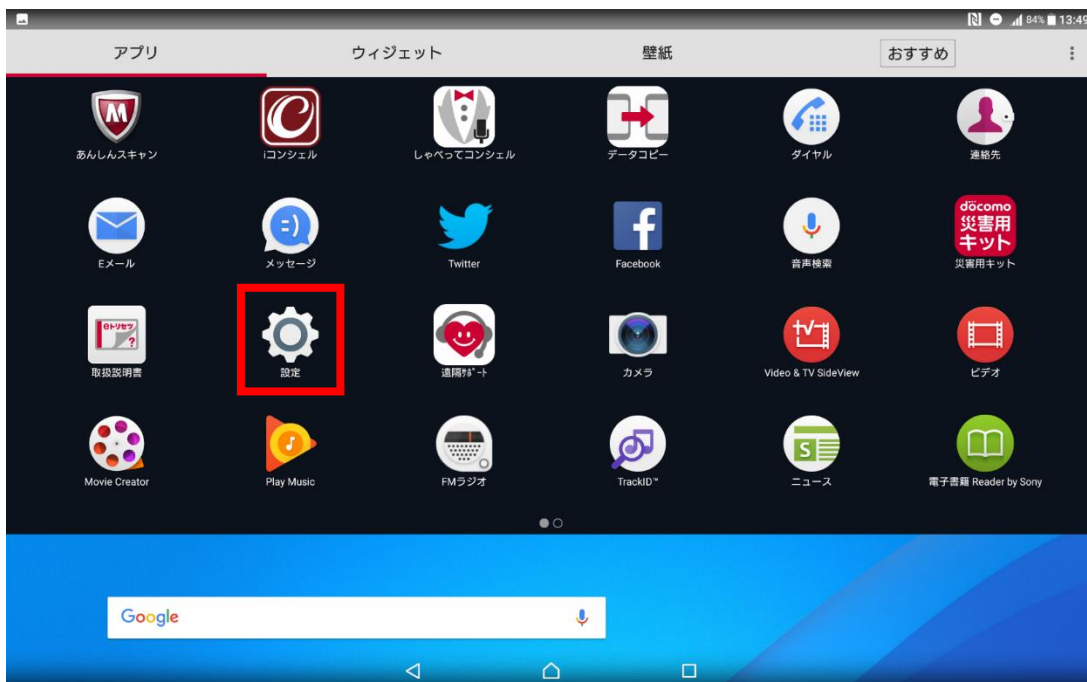 84% 13:49
アプリ ウィジェット 壁紙 おすすめ
あんしんスキャン iコンシェル しゃべってコンシェル データコピー ダイヤル 連絡先
döcomo
災害用
キット
Eメール メッセージ Twitter Facebook 音声検索 災害用キット
eトリセツ
?
取扱説明書 設定 遠隔ｻﾎﾟｰﾄ カメラ Video & TV SideView ビデオ
Movie Creator Play Music FMラジオ TrackID™ ニュース 電子書籍 Reader by Sony
Google